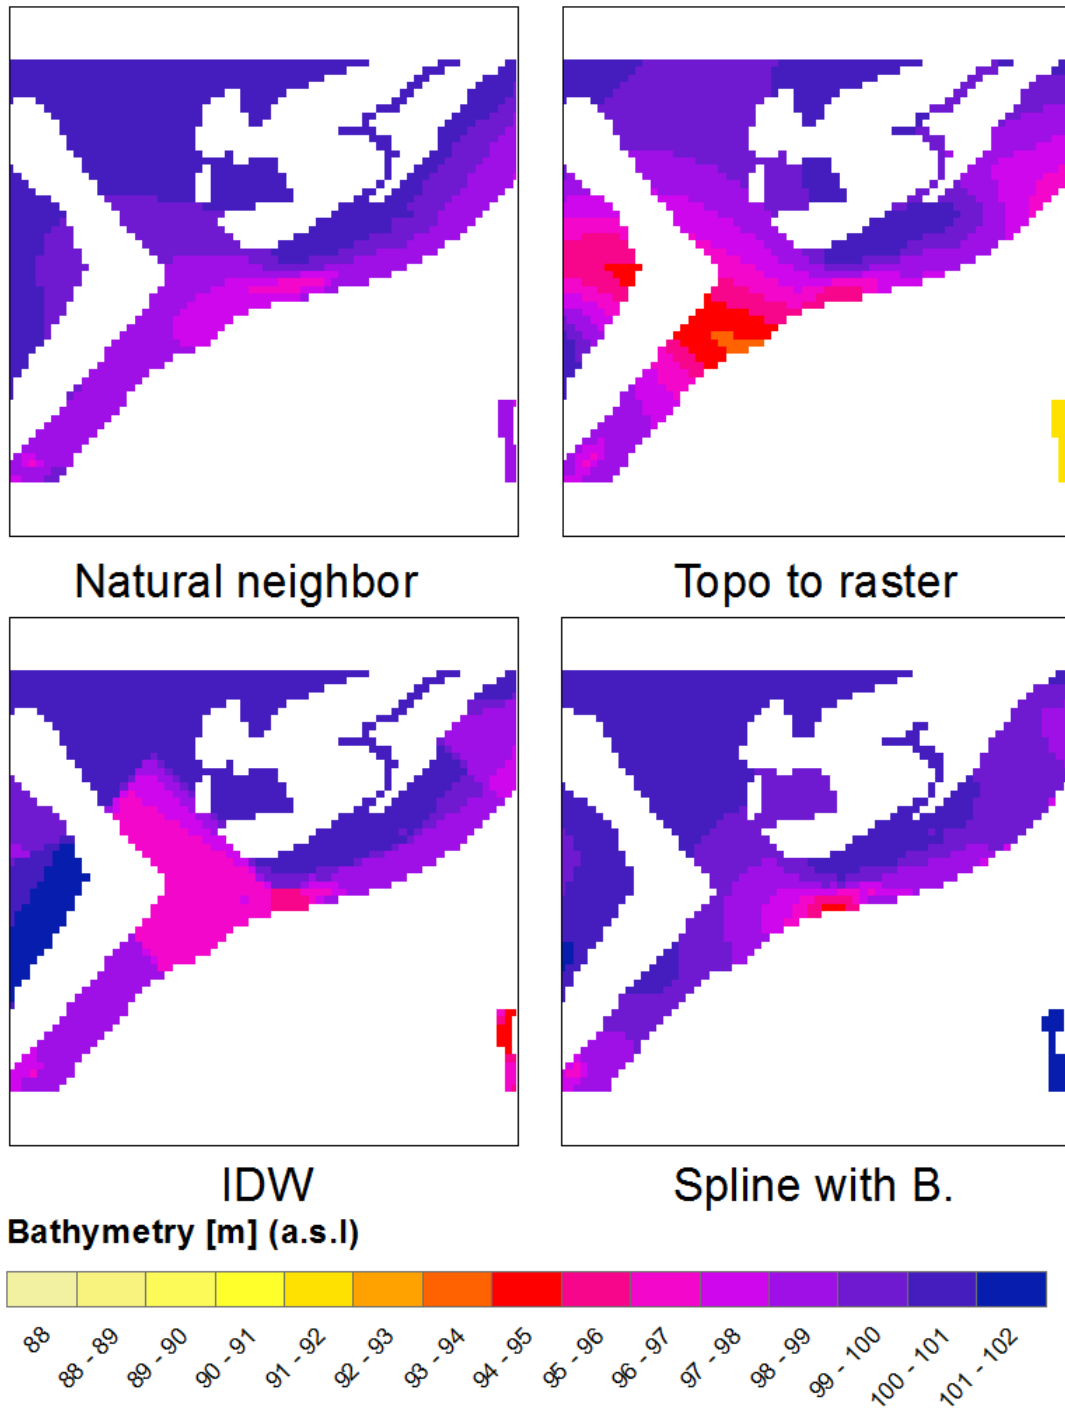 Natural neighbor
Topo to raster
IDW
Spline with B.
Bathymetry [m] (a.s.l)
88
88 - 89
89 - 90
90 - 91
91 - 92
92 - 93
93 - 94
94 - 95
95 - 96
96 - 97
97 - 98
98 - 99
99 - 100
100 - 101
101 - 102